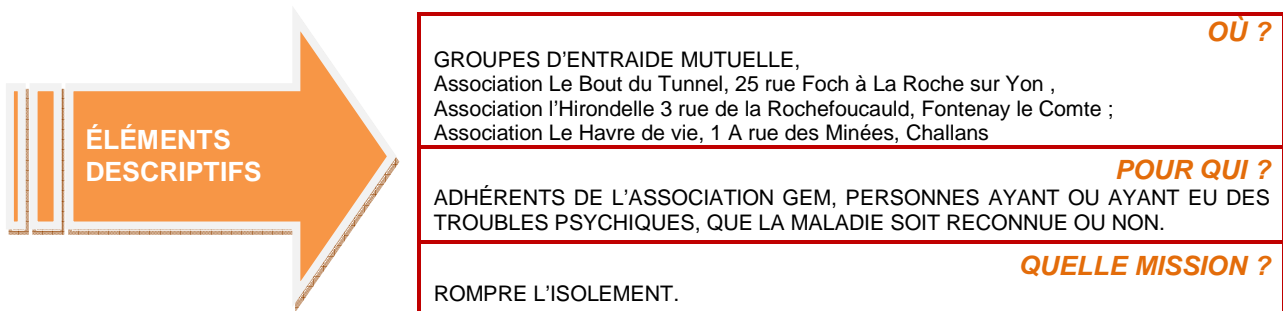 ÉLÉMENTS
DESCRIPTIFS
OÙ ?
GROUPES D'ENTRAIDE MUTUELLE,
Association Le Bout du Tunnel, 25 rue Foch à La Roche sur Yon ,
Association l'Hirondelle 3 rue de la Rochefoucauld, Fontenay le Comte ;
Association Le Havre de vie, 1 A rue des Minées, Challans
POUR QUI ?
ADHÉRENTS DE L'ASSOCIATION GEM, PERSONNES AYANT OU AYANT EU DES
TROUBLES PSYCHIQUES, QUE LA MALADIE SOIT RECONNUE OU NON.
QUELLE MISSION ?
ROMPRE L'ISOLEMENT.